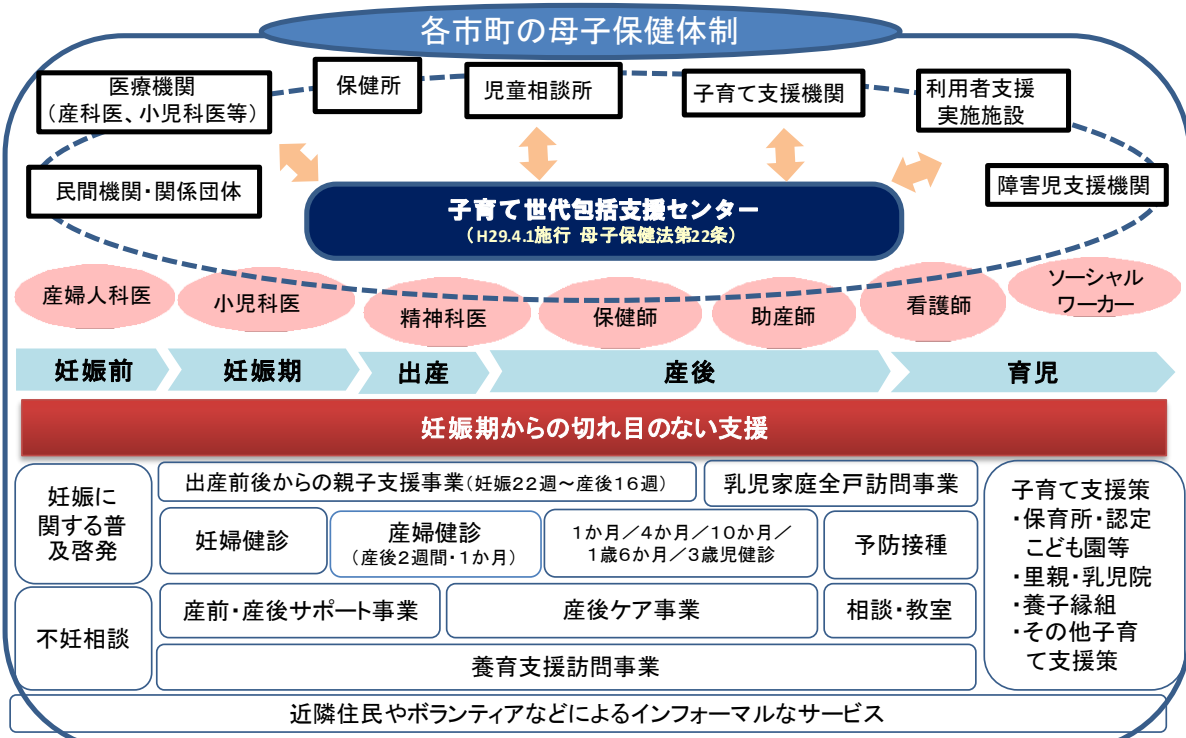 各市町の母子保健体制
医療機関
（産科医、小児科医等）
保健所
児童相談所
子育て支援機関
利用者支援
実施施設
民間機関・関係団体
障害児支援機関
子育て世代包括支援センター
（H29.4.1施行 母子保健法第22条）
産婦人科医
小児科医
精神科医
保健師
助産師
看護師
ソーシャル
ワーカー
妊娠前
妊娠期
出産
産後
育児
妊娠期からの切れ目のない支援
妊娠に
関する普
及啓発
出産前後からの親子支援事業（妊娠22週～産後16週）
乳児家庭全戸訪問事業
妊婦健診
産婦健診
（産後2週間・1か月）
1か月／4か月／10か月／
1歳6か月／3歳児健診
予防接種
不妊相談
産前・産後サポート事業
産後ケア事業
相談・教室
養育支援訪問事業
子育て支援策
・保育所・認定
こども園等
・里親・乳児院
・養子縁組
・その他子育
て支援策
近隣住民やボランティアなどによるインフォーマルなサービス